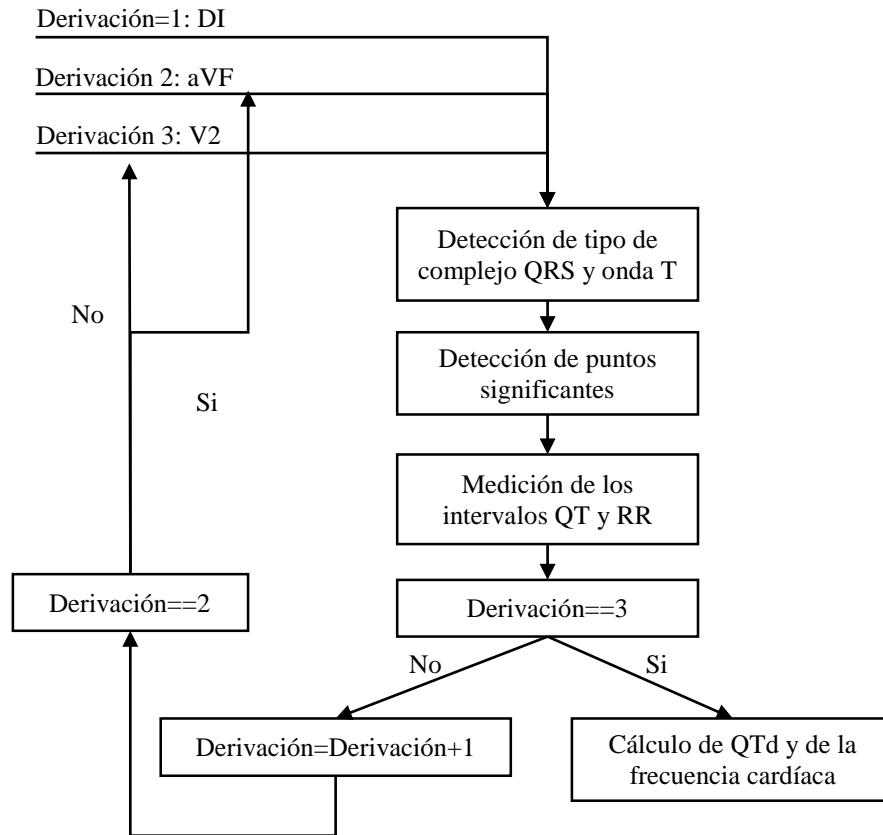 Derivación=1: DI
Derivación 2: aVF
Derivación 3: V2
Detección de tipo de
complejo QRS y onda T
No
Detección de puntos
significantes
Si
Medición de los
intervalos QT y RR
Derivación==2
Derivación==3
No
Si
Derivación=Derivación+1
Cálculo de QTd y de la
frecuencia cardíaca